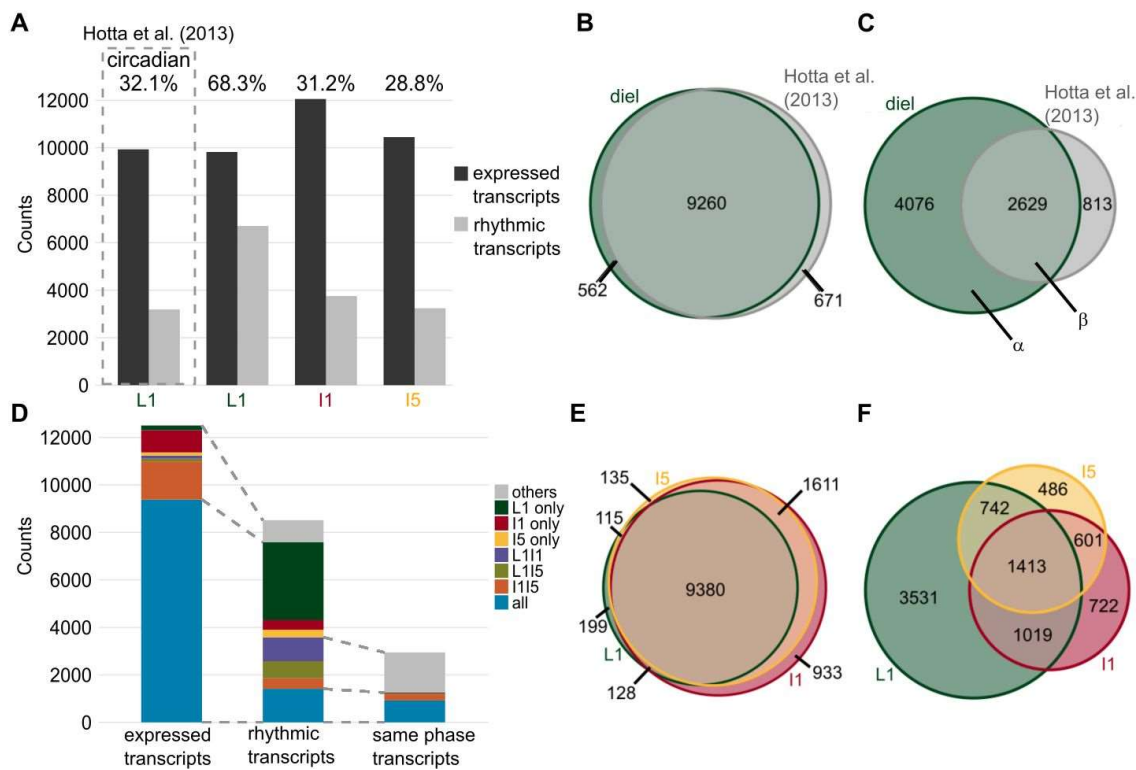 A
Hotta et al. (2013)
circadian
32.1%
68.3%
31.2%
28.8%
12000
10000
8000
6000
4000
2000
0
Counts
L1
L1
I1
I5
expressed
transcripts
rhythmic
transcripts
B
diel
Hotta et al.
(2013)
9260
562
671
C
diel
Hotta et al.
(2013)
4076
2629
813
α
β
D
12000
10000
8000
6000
4000
2000
0
Counts
expressed
transcripts
rhythmic
transcripts
same phase
transcripts
others
L1 only
I1 only
I5 only
L1I1
L1I5
I1I5
all
E
135
I5
1611
115
9380
199
L1
128
I1
933
F
I5
486
742
601
1413
3531
722
1019
L1
I1